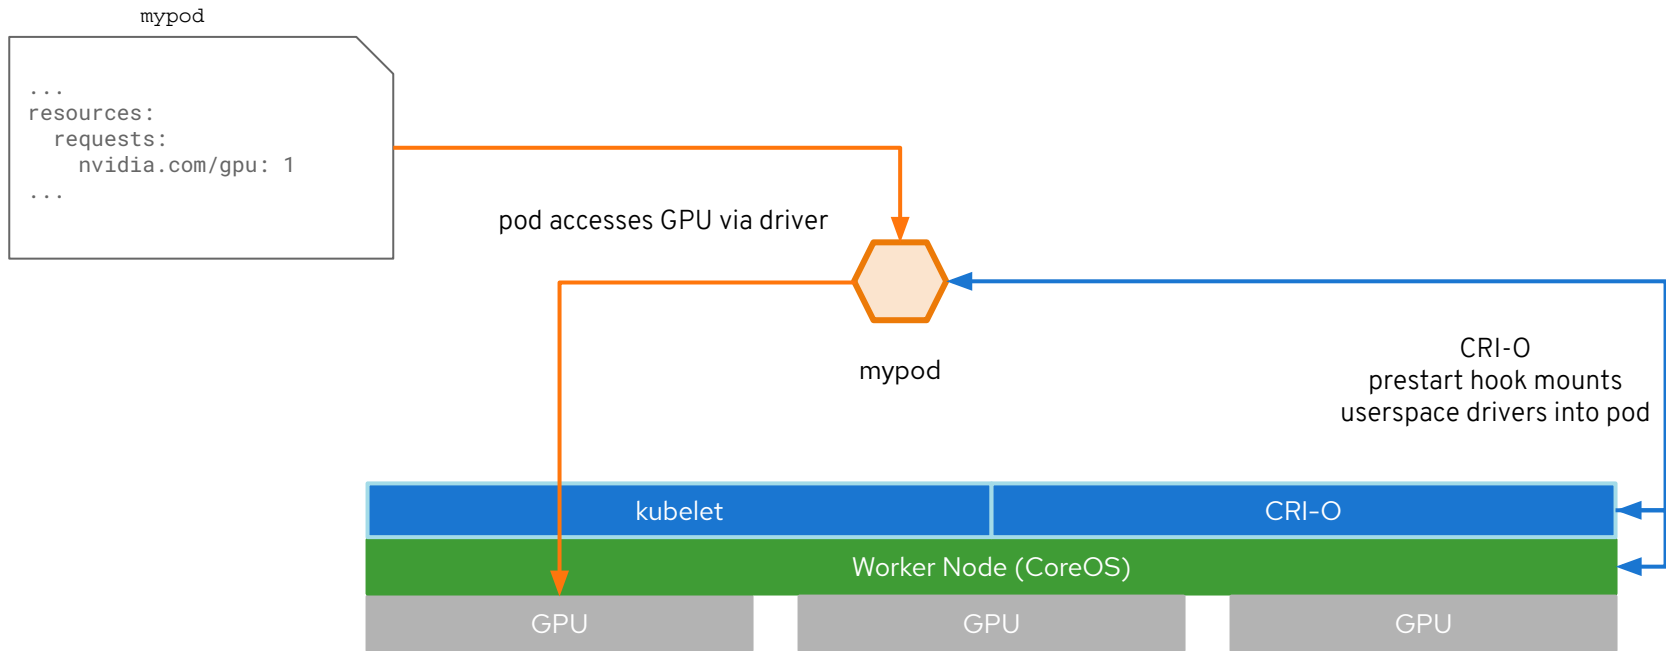 mypod
...
resources:
  requests:
    nvidia.com/gpu: 1
...
pod accesses GPU via driver
mypod
CRI-O
prestart hook mounts
userspace drivers into pod
kubelet
CRI-O
Worker Node (CoreOS)
GPU
GPU
GPU